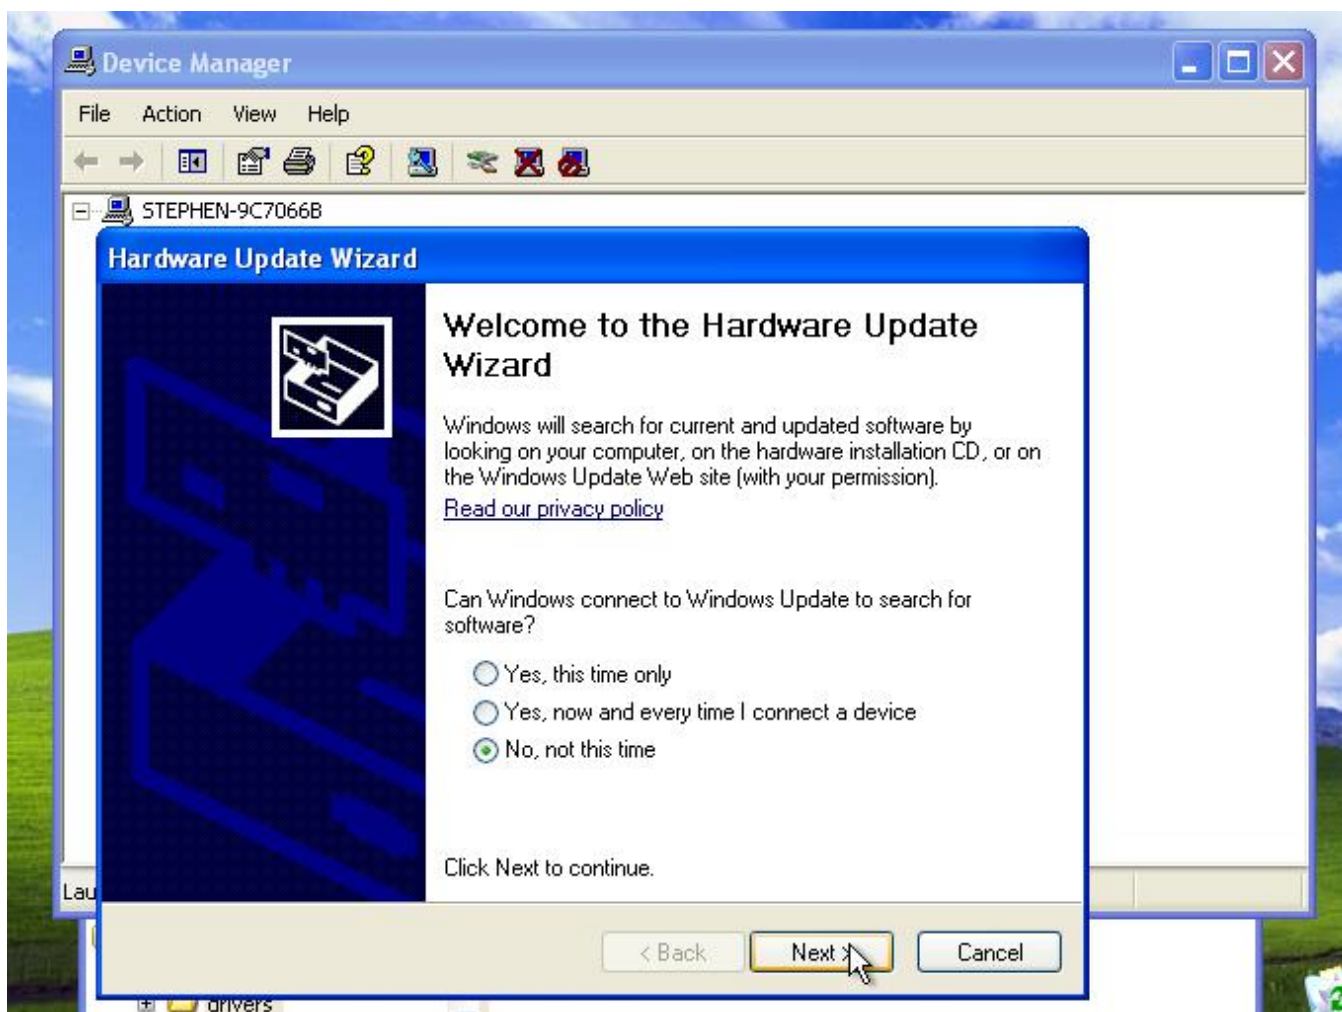 Device Manager
File Action View Help
STEPHEN-9C7066B
Hardware Update Wizard
Welcome to the Hardware Update
Wizard
Windows will search for current and updated software by
looking on your computer, on the hardware installation CD, or on
the Windows Update Web site (with your permission).
Read our privacy policy
Can Windows connect to Windows Update to search for
software?
Yes, this time only
Yes, now and every time I connect a device
No, not this time
Click Next to continue.
Lau
< Back Next > Cancel
drivers